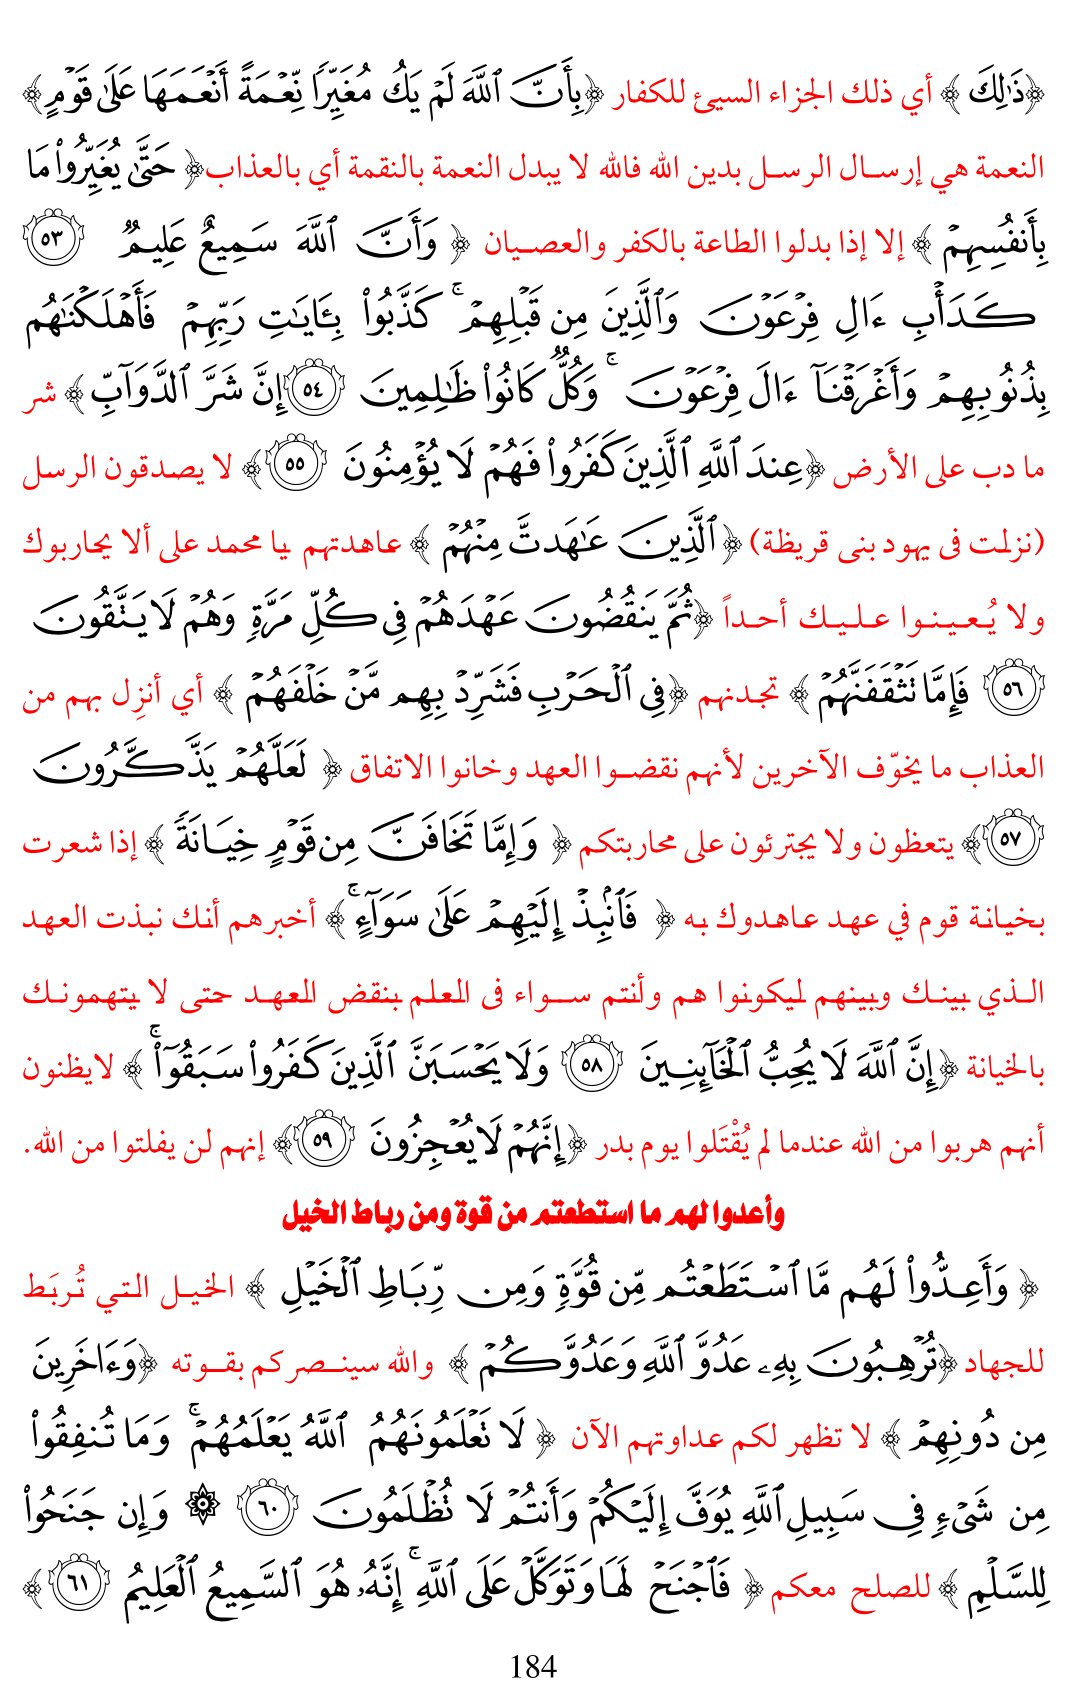 ﴿ذَٰلِكَ ﴾ أي ذلك الجزاء السيئ للكفار ﴿بِأَنَّ ٱللَّهَ لَمۡ يَكُ مُغَيِّرٗا نِّعۡمَةً أَنۡعَمَهَا عَلَىٰ قَوۡمٍ﴾
النعمة هي إرسال الرسل بدين الله فالله لا يبدل النعمة بالنقمة أي بالعذاب﴿ حَتَّىٰ يُغَيِّرُواْ مَا
بِأَنفُسِهِمۡ ﴾ إلا إذا بدلوا الطاعة بالكفر والعصيان ﴿ وَأَنَّ ٱللَّهَ سَمِيعٌ عَلِيمٞ ٥٣
كَدَأۡبِ ءَالِ فِرۡعَوۡنَ وَٱلَّذِينَ مِن قَبۡلِهِمۡۚ كَذَّبُواْ بِـَٔايَٰتِ رَبِّهِمۡ فَأَهۡلَكۡنَٰهُم
بِذُنُوبِهِمۡ وَأَغۡرَقۡنَآ ءَالَ فِرۡعَوۡنَۚ وَكُلّٞ كَانُواْ ظَٰلِمِينَ ٥٤ إِنَّ شَرَّ ٱلدَّوَآبِّ﴾ شر
ما دب على الأرض ﴿عِندَ ٱللَّهِ ٱلَّذِينَ كَفَرُواْ فَهُمۡ لَا يُؤۡمِنُونَ ٥٥﴾ لا يصدقون الرسل
(نزلت فى يهود بنى قريظة) ﴿ٱلَّذِينَ عَٰهَدتَّ مِنۡهُمۡ ﴾ عاهدتهم يا محمد على ألا يحاربوك
ولا يُعينوا عليك أحداً ﴿ثُمَّ يَنقُضُونَ عَهۡدَهُمۡ فِي كُلِّ مَرَّةٖ وَهُمۡ لَا يَتَّقُونَ
٥٦ فَإِمَّا تَثۡقَفَنَّهُمۡ ﴾ تجدنهم ﴿فِي ٱلۡحَرۡبِ فَشَرِّدۡ بِهِم مَّنۡ خَلۡفَهُمۡ ﴾ أي أنزِل بهم من
العذاب ما يخوّف الآخرين لأنهم نقضوا العهد وخانوا الاتفاق ﴿ لَعَلَّهُمۡ يَذَّكَّرُونَ
٥٧﴾ يتعظون ولا يجترئون على محاربتكم ﴿ وَإِمَّا تَخَافَنَّ مِن قَوۡمٍ خِيَانَةٗ ﴾ إذا شعرت
بخيانة قوم في عهد عاهدوك به ﴿ فَٱنۢبِذۡ إِلَيۡهِمۡ عَلَىٰ سَوَآءٍۚ ﴾ أخبرهم أنك نبذت العهد
الذي بينك وبينهم ليكونوا هم وأنتم سواء فى العلم بنقض العهد حتى لا يتهمونك
بالخيانة ﴿إِنَّ ٱللَّهَ لَا يُحِبُّ ٱلۡخَآئِنِينَ ٥٨ وَلَا يَحۡسَبَنَّ ٱلَّذِينَ كَفَرُواْ سَبَقُوٓاْۚ ﴾ لايظنون
أنهم هربوا من الله عندما لم يُقْتَلوا يوم بدر ﴿إِنَّهُمۡ لَا يُعۡجِزُونَ ٥٩﴾ إنهم لن يفلتوا من الله.
وأعدوا لهم ما استطعتم من قوة ومن رباط الخيل
﴿ وَأَعِدُّواْ لَهُم مَّا ٱسۡتَطَعۡتُم مِّن قُوَّةٖ وَمِن رِّبَاطِ ٱلۡخَيۡلِ ﴾ الخيل التي تُربَط
للجهاد ﴿تُرۡهِبُونَ بِهِۦ عَدُوَّ ٱللَّهِ وَعَدُوَّكُمۡ ﴾ والله سينصركم بقوته ﴿وَءَاخَرِينَ
مِن دُونِهِمۡ ﴾ لا تظهر لكم عداوتهم الآن ﴿ لَا تَعۡلَمُونَهُمُ ٱللَّهُ يَعۡلَمُهُمۡۚ وَمَا تُنفِقُواْ
مِن شَيۡءٖ فِي سَبِيلِ ٱللَّهِ يُوَفَّ إِلَيۡكُمۡ وَأَنتُمۡ لَا تُظۡلَمُونَ ٦٠ ۞ وَإِن جَنَحُواْ
لِلسَّلۡمِ ﴾ للصلح معكم ﴿ فَٱجۡنَحۡ لَهَا وَتَوَكَّلۡ عَلَى ٱللَّهِۚ إِنَّهُۥ هُوَ ٱلسَّمِيعُ ٱلۡعَلِيمُ ٦١ ﴾
184